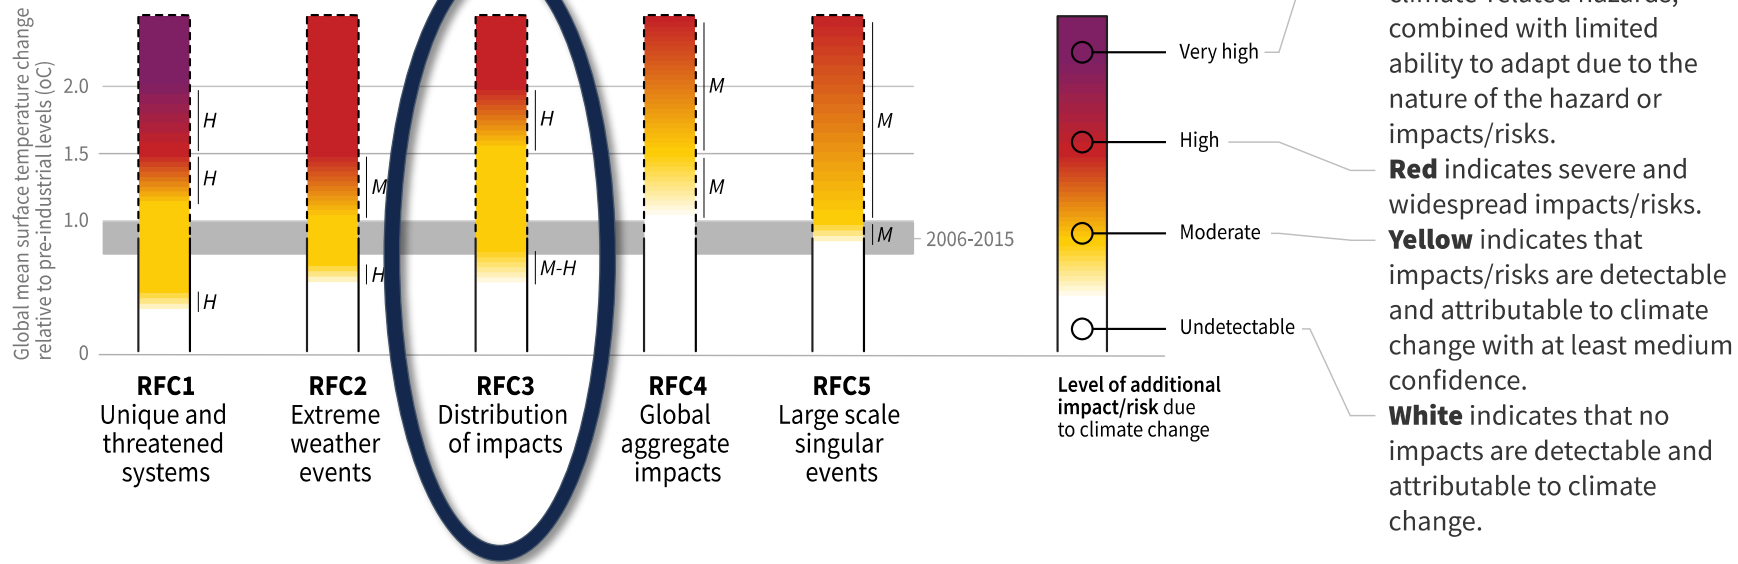 Global mean surface temperature change
relative to pre-industrial levels (oC)
2.0
1.5
1.0
0
H
H
H
M
H
H
M-H
M
M
M
M
2006-2015
RFC1
Unique and
threatened
systems
RFC2
Extreme
weather
events
RFC3
Distribution
of impacts
RFC4
Global
aggregate
impacts
RFC5
Large scale
singular
events
Very high
High
Moderate
Undetectable
Level of additional
impact/risk due
to climate change
climate-related hazards,
combined with limited
ability to adapt due to the
nature of the hazard or
impacts/risks.
Red indicates severe and
widespread impacts/risks.
Yellow indicates that
impacts/risks are detectable
and attributable to climate
change with at least medium
confidence.
White indicates that no
impacts are detectable and
attributable to climate
change.